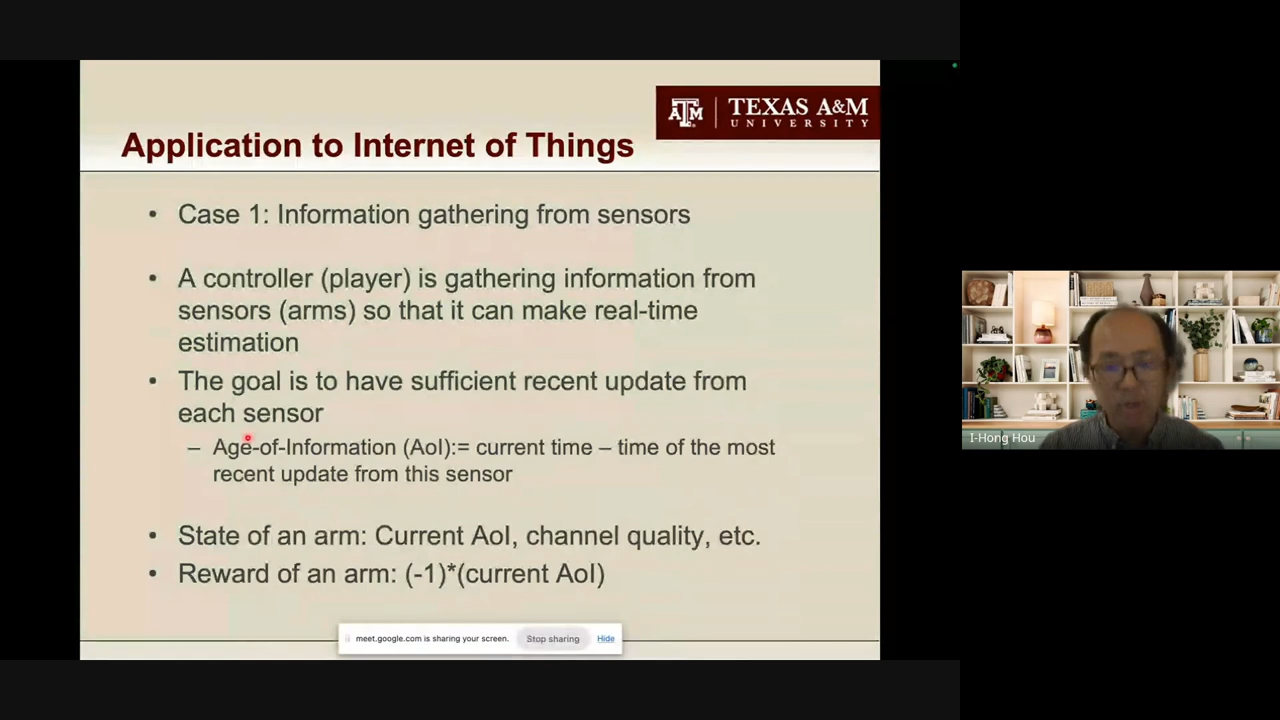 TEXAS A&M
UNIVERSITY
Application to Internet of Things
• Case 1: Information gathering from sensors
• A controller (player) is gathering information from
sensors (arms) so that it can make real-time
estimation
• The goal is to have sufficient recent update from
each sensor
– Age-of-Information (AoI):= current time – time of the most
recent update from this sensor
• State of an arm: Current AoI, channel quality, etc.
• Reward of an arm: (-1)*(current AoI)
meet.google.com is sharing your screen. Stop sharing Hide
I-Hong Hou